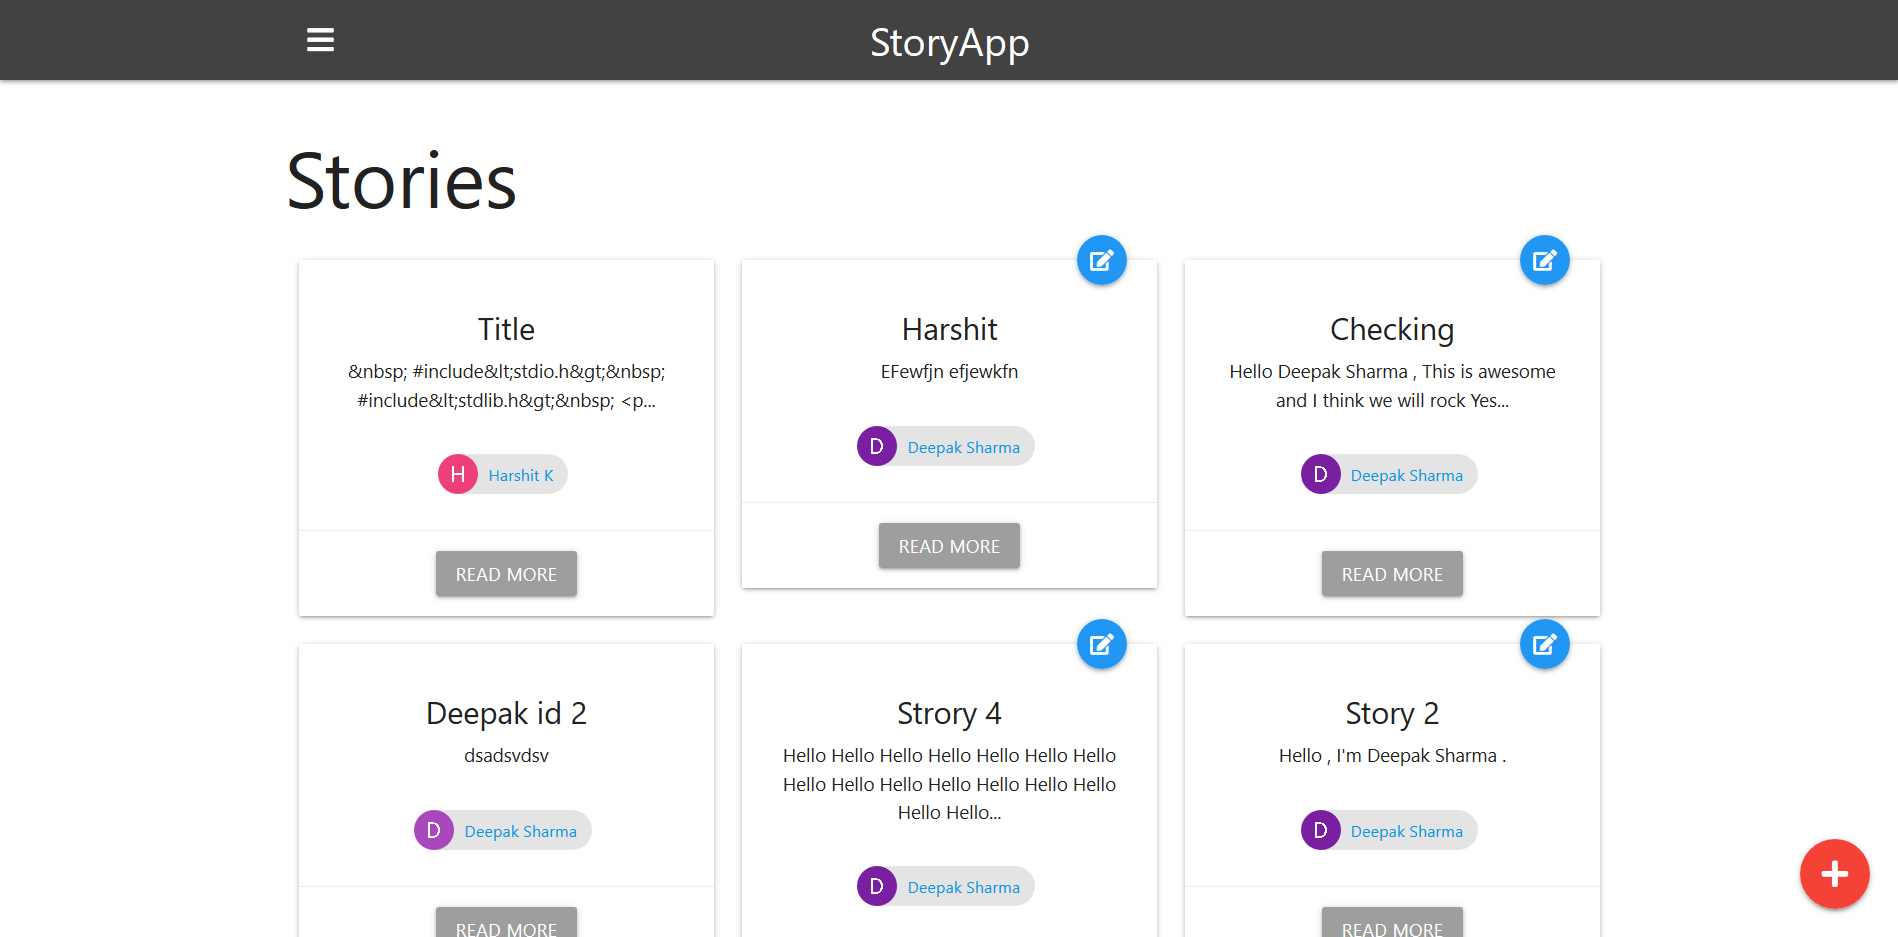 StoryApp
Stories
Title
&nbsp; #include&lt;stdio.h&gt;&nbsp;
#include&lt;stdlib.h&gt;&nbsp; <p...
H Harshit K
READ MORE
Harshit
EFewfjn efjewkfn
D Deepak Sharma
READ MORE
Checking
Hello Deepak Sharma , This is awesome
and I think we will rock Yes...
D Deepak Sharma
READ MORE
Deepak id 2
dsadsvdsv
D Deepak Sharma
READ MORE
Strory 4
Hello Hello Hello Hello Hello Hello Hello
Hello Hello Hello Hello Hello Hello Hello
Hello Hello...
D Deepak Sharma
Story 2
Hello , I'm Deepak Sharma .
D Deepak Sharma
READ MORE